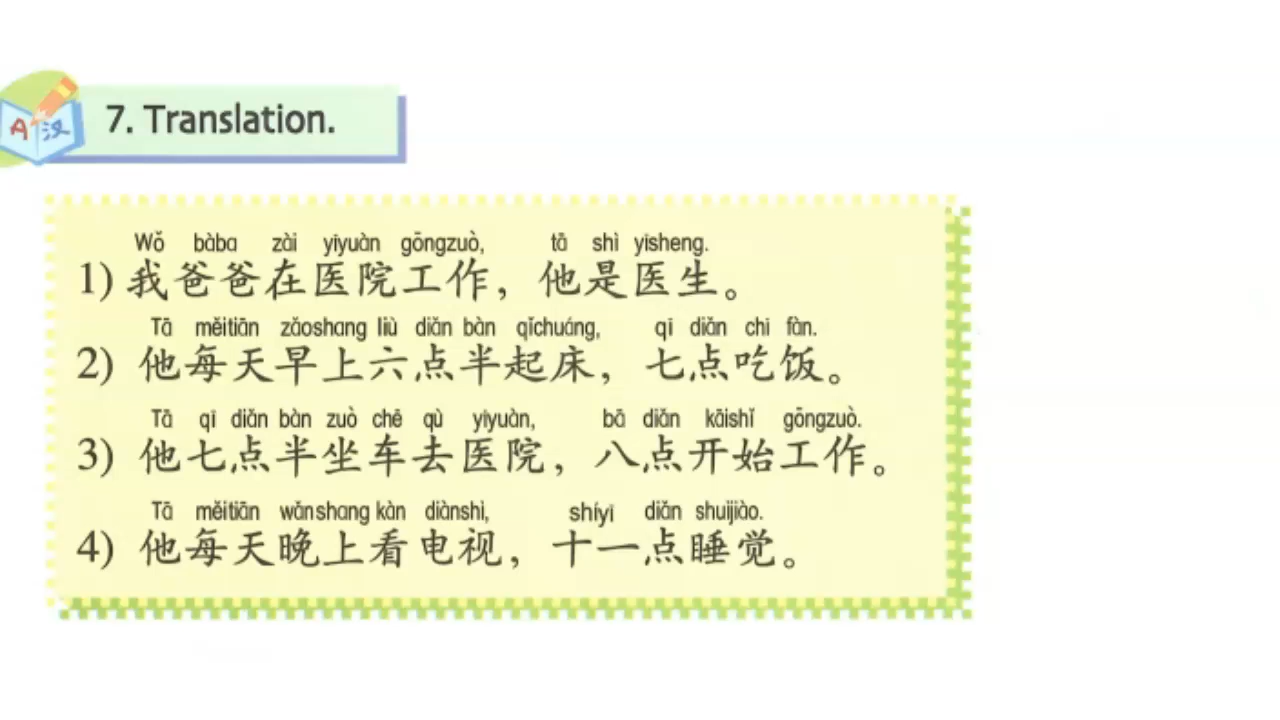 A 汉
7. Translation.
Wǒ bàba zài yīyuàn gōngzuò, tā shì yīsheng.
1) 我爸爸在医院工作，他是医生。
Tā měitiān zǎoshang liù diǎn bàn qǐchuáng, qī diǎn chī fàn.
2) 他每天早上六点半起床，七点吃饭。
Tā qī diǎn bàn zuò chē qù yīyuàn, bā diǎn kāishǐ gōngzuò.
3) 他七点半坐车去医院，八点开始工作。
Tā měitiān wǎnshang kàn diànshì, shíyī diǎn shuìjiào.
4) 他每天晚上看电视，十一点睡觉。